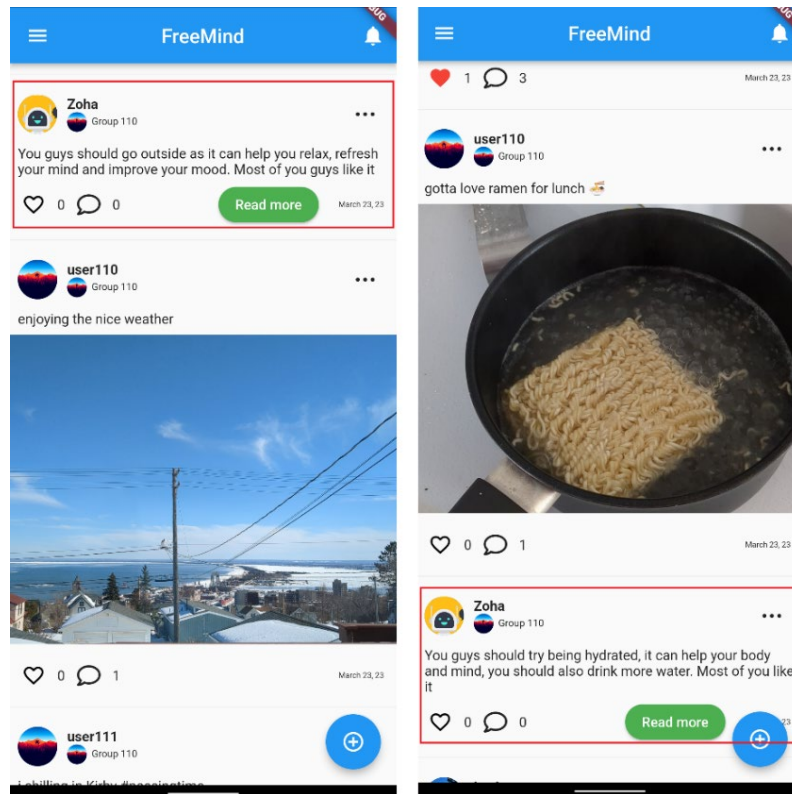 FreeMind
Zoha
Group 110
You guys should go outside as it can help you relax, refresh
your mind and improve your mood. Most of you guys like it
0 0 Read more March 23, 23
user110
Group 110
enjoying the nice weather
0 1 March 23, 23
user111
Group 110
FreeMind
1 3 March 23, 23
user110
Group 110
gotta love ramen for lunch 🍜
0 1 March 23, 23
Zoha
Group 110
You guys should try being hydrated, it can help your body
and mind, you should also drink more water. Most of you like
it
0 0 Read more 23